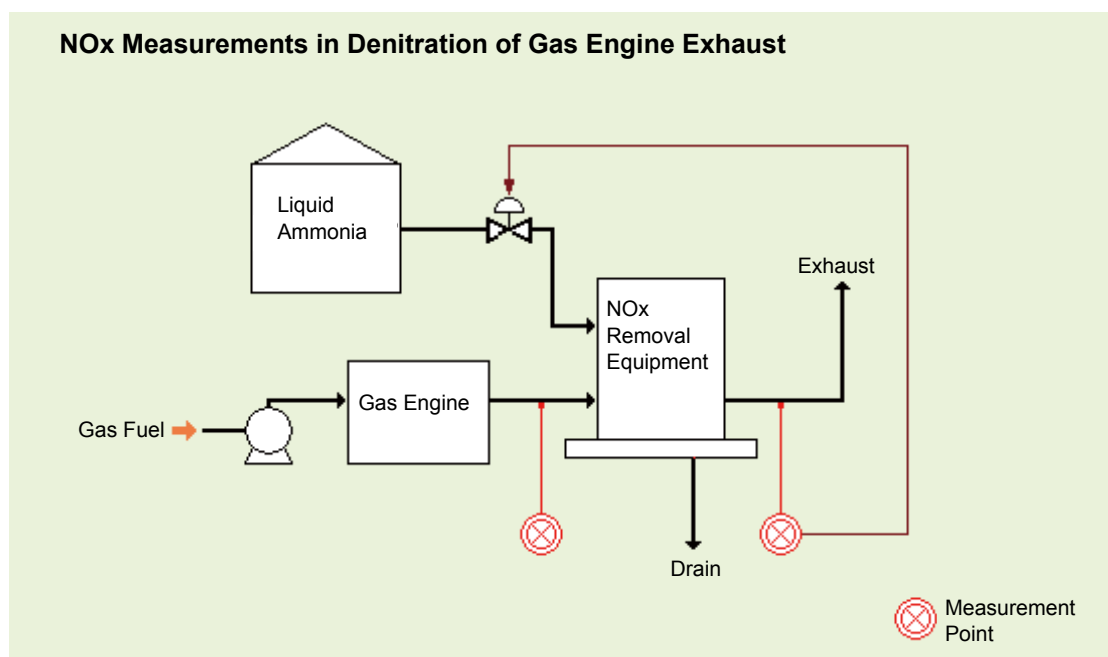 NOx Measurements in Denitration of Gas Engine Exhaust
Liquid
Ammonia
Exhaust
NOx
Removal
Equipment
Gas Engine
Gas Fuel
Drain
Measurement
Point